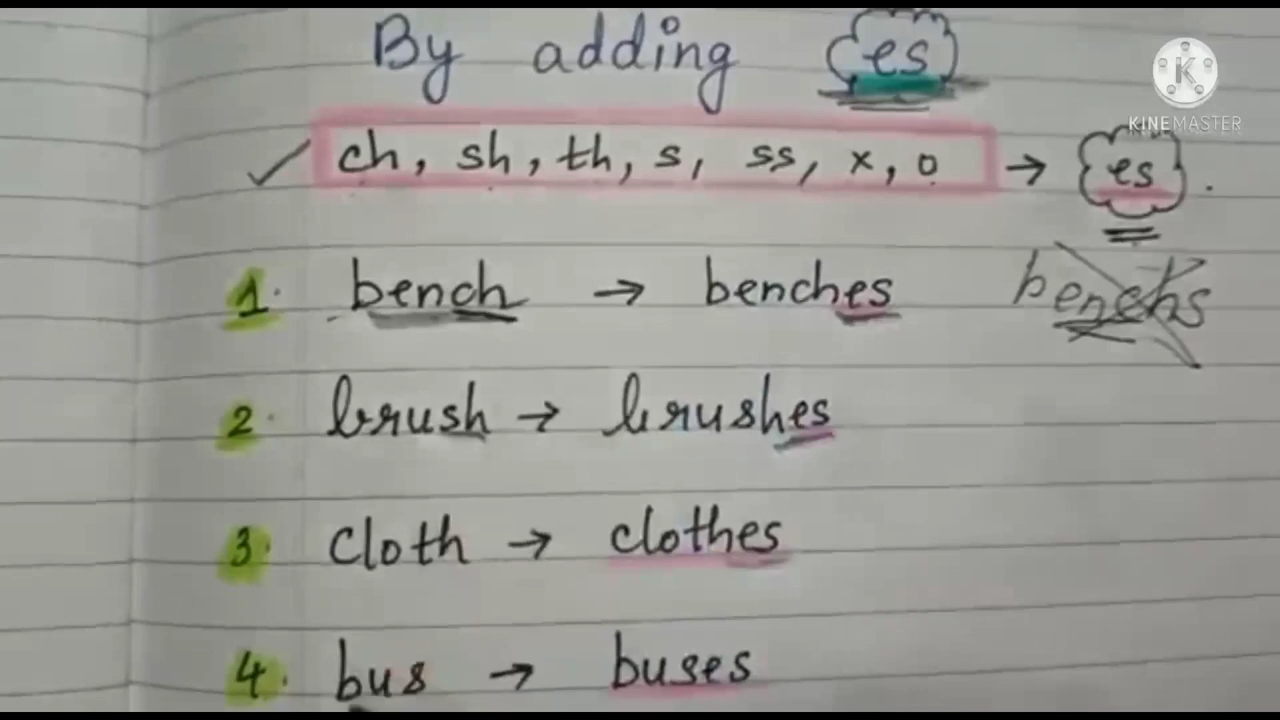 By adding es
K
KINEMASTER
✓ ch, sh, th, s, ss, x, o → es.
1. bench → benches benchs
2. brush → brushes
3. cloth → clothes
4. bus → buses